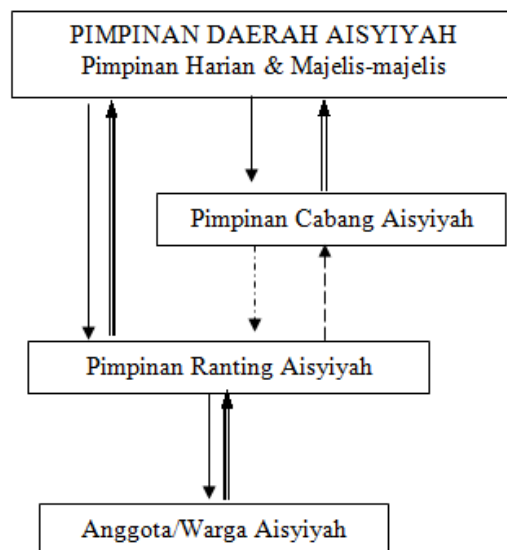 PIMPINAN DAERAH AISYIYAH
Pimpinan Harian & Majelis-majelis
Pimpinan Cabang Aisyiyah
Pimpinan Ranting Aisyiyah
Anggota/Warga Aisyiyah